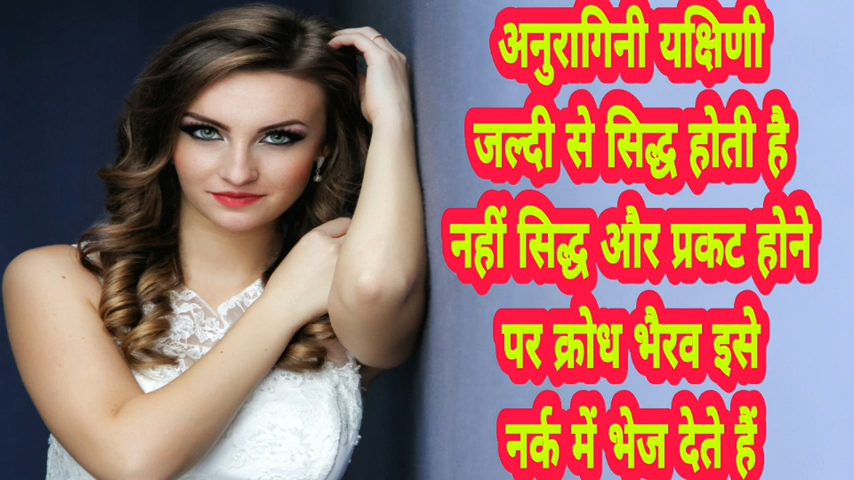 अनुरागिनी यक्षिणी
जल्दी से सिद्ध होती है
नहीं सिद्ध और प्रकट होने
पर क्रोध भैरव इसे
नर्क में भेज देते हैं